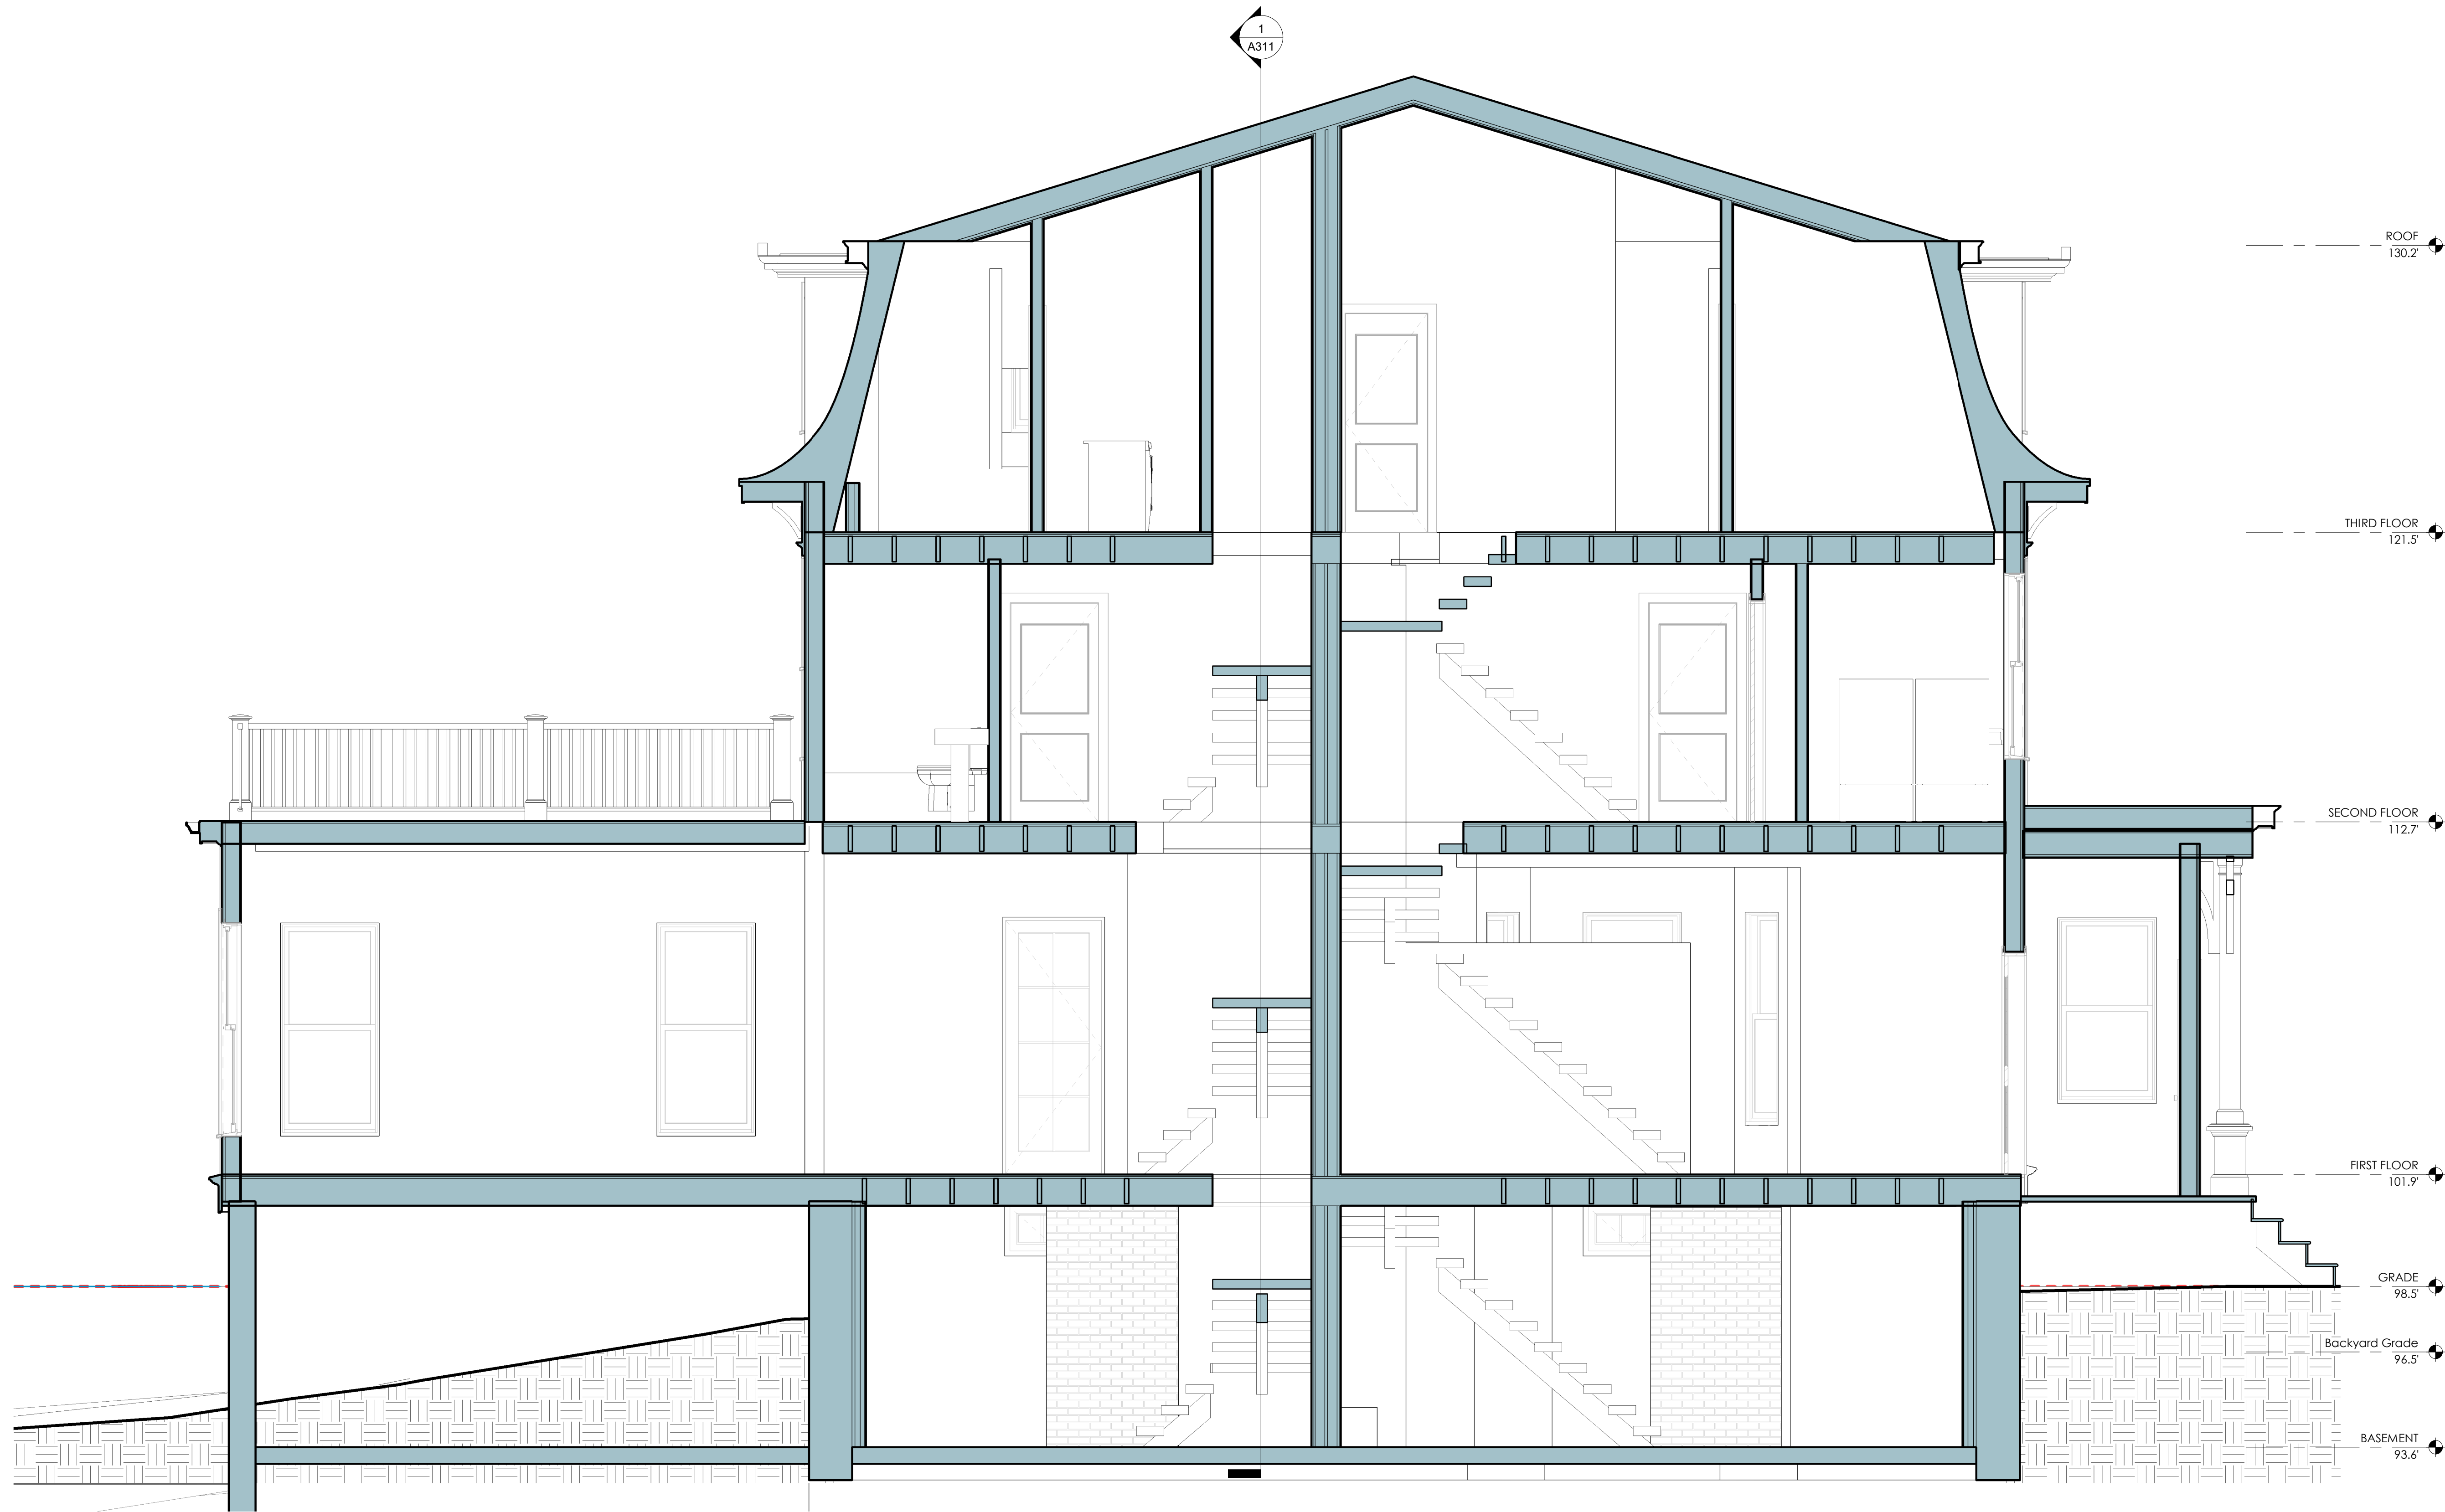 1
A311
ROOF
130.2'
THIRD FLOOR
121.5'
SECOND FLOOR
112.7'
FIRST FLOOR
101.9'
GRADE
98.5'
Backyard Grade
96.5'
BASEMENT
93.6'